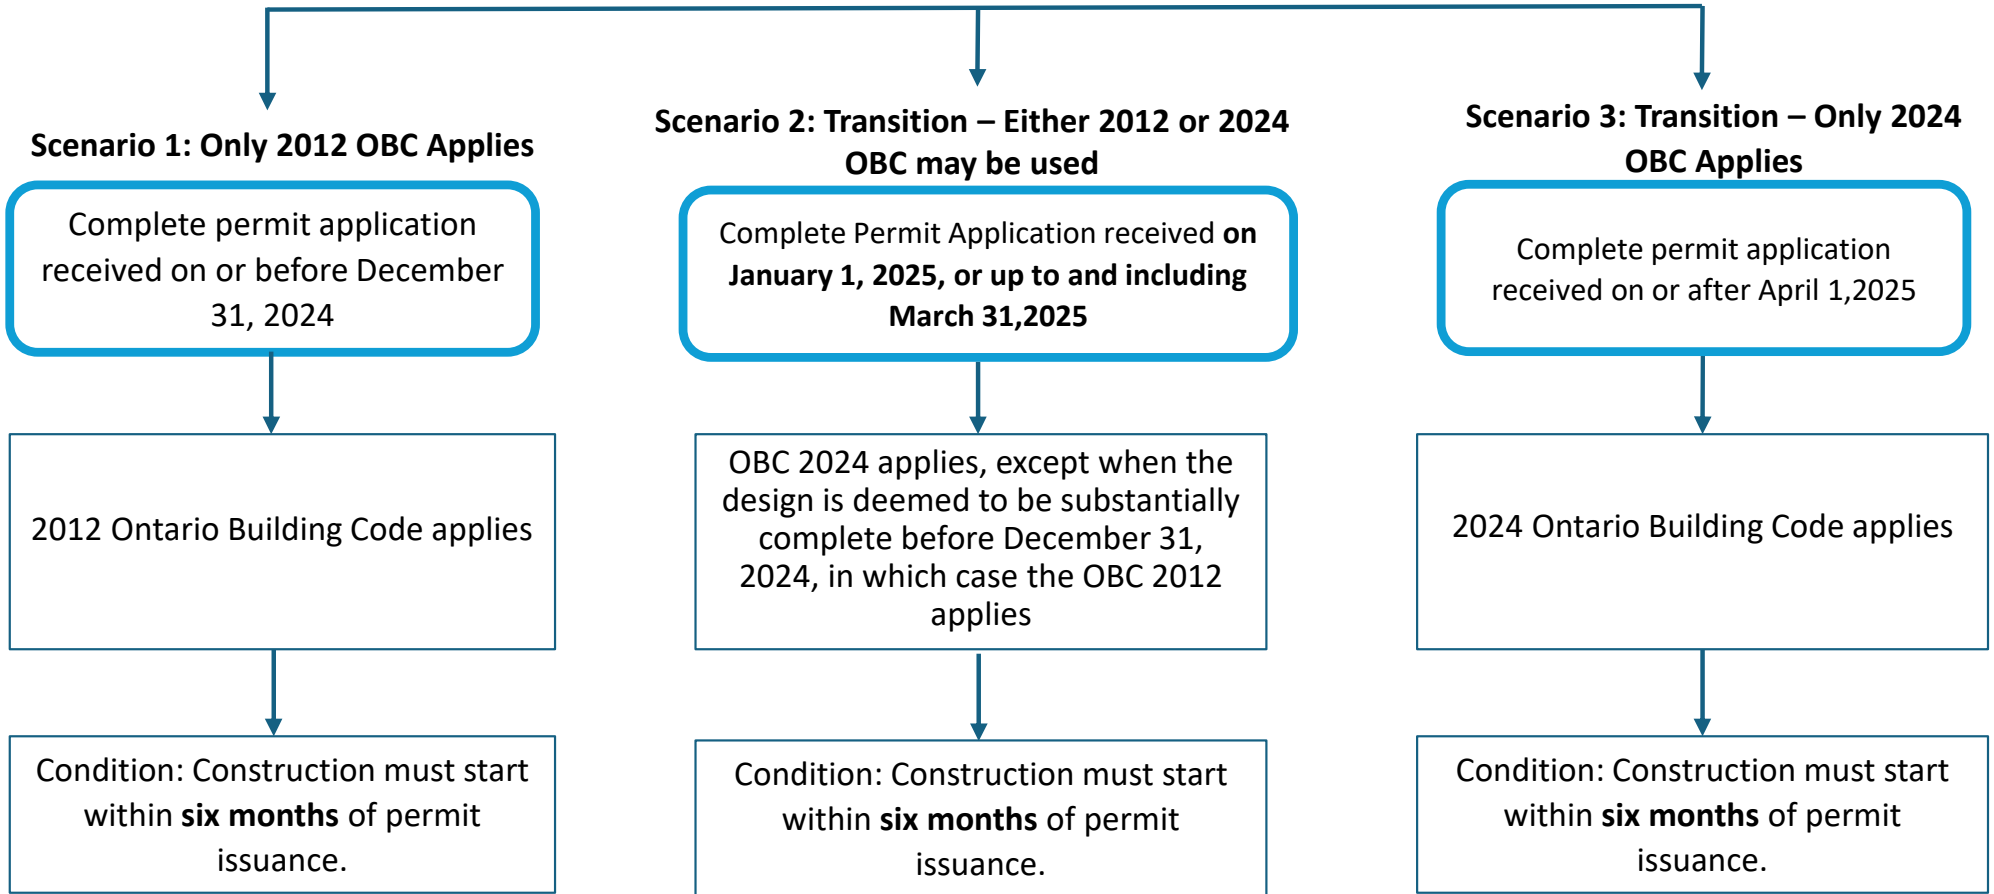 Scenario 1: Only 2012 OBC Applies
Complete permit application
received on or before December
31, 2024
2012 Ontario Building Code applies
Condition: Construction must start
within six months of permit
issuance.
Scenario 2: Transition – Either 2012 or 2024
OBC may be used
Complete Permit Application received on
January 1, 2025, or up to and including
March 31,2025
OBC 2024 applies, except when the
design is deemed to be substantially
complete before December 31,
2024, in which case the OBC 2012
applies
Condition: Construction must start
within six months of permit
issuance.
Scenario 3: Transition – Only 2024
OBC Applies
Complete permit application
received on or after April 1,2025
2024 Ontario Building Code applies
Condition: Construction must start
within six months of permit
issuance.